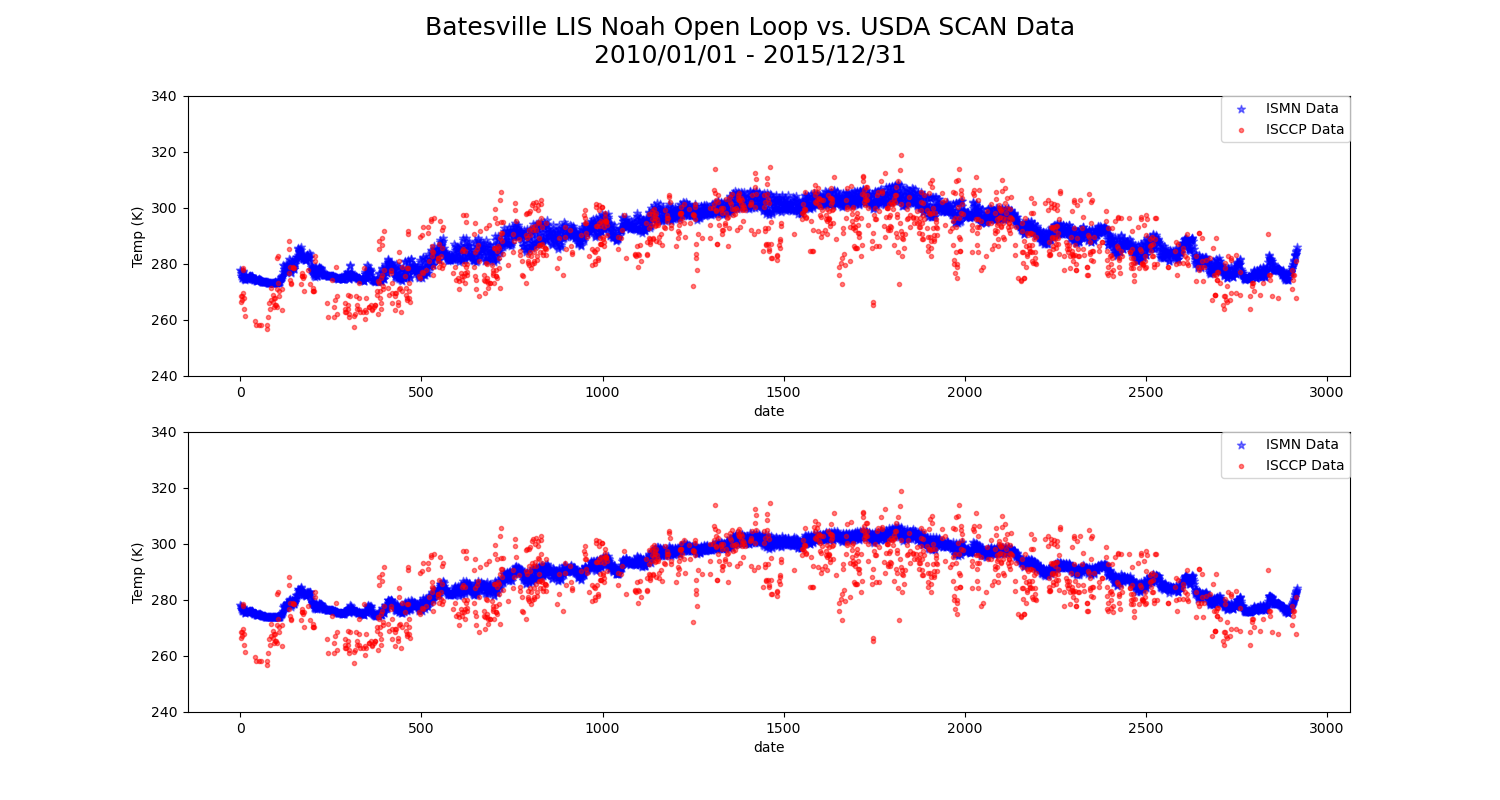 Batesville LIS Noah Open Loop vs. USDA SCAN Data
2010/01/01 - 2015/12/31
340
320
300
280
260
240
Temp (K)
ISMN Data
ISCCP Data
0 500 1000 1500 2000 2500 3000
date
340
320
300
280
260
240
Temp (K)
ISMN Data
ISCCP Data
0 500 1000 1500 2000 2500 3000
date